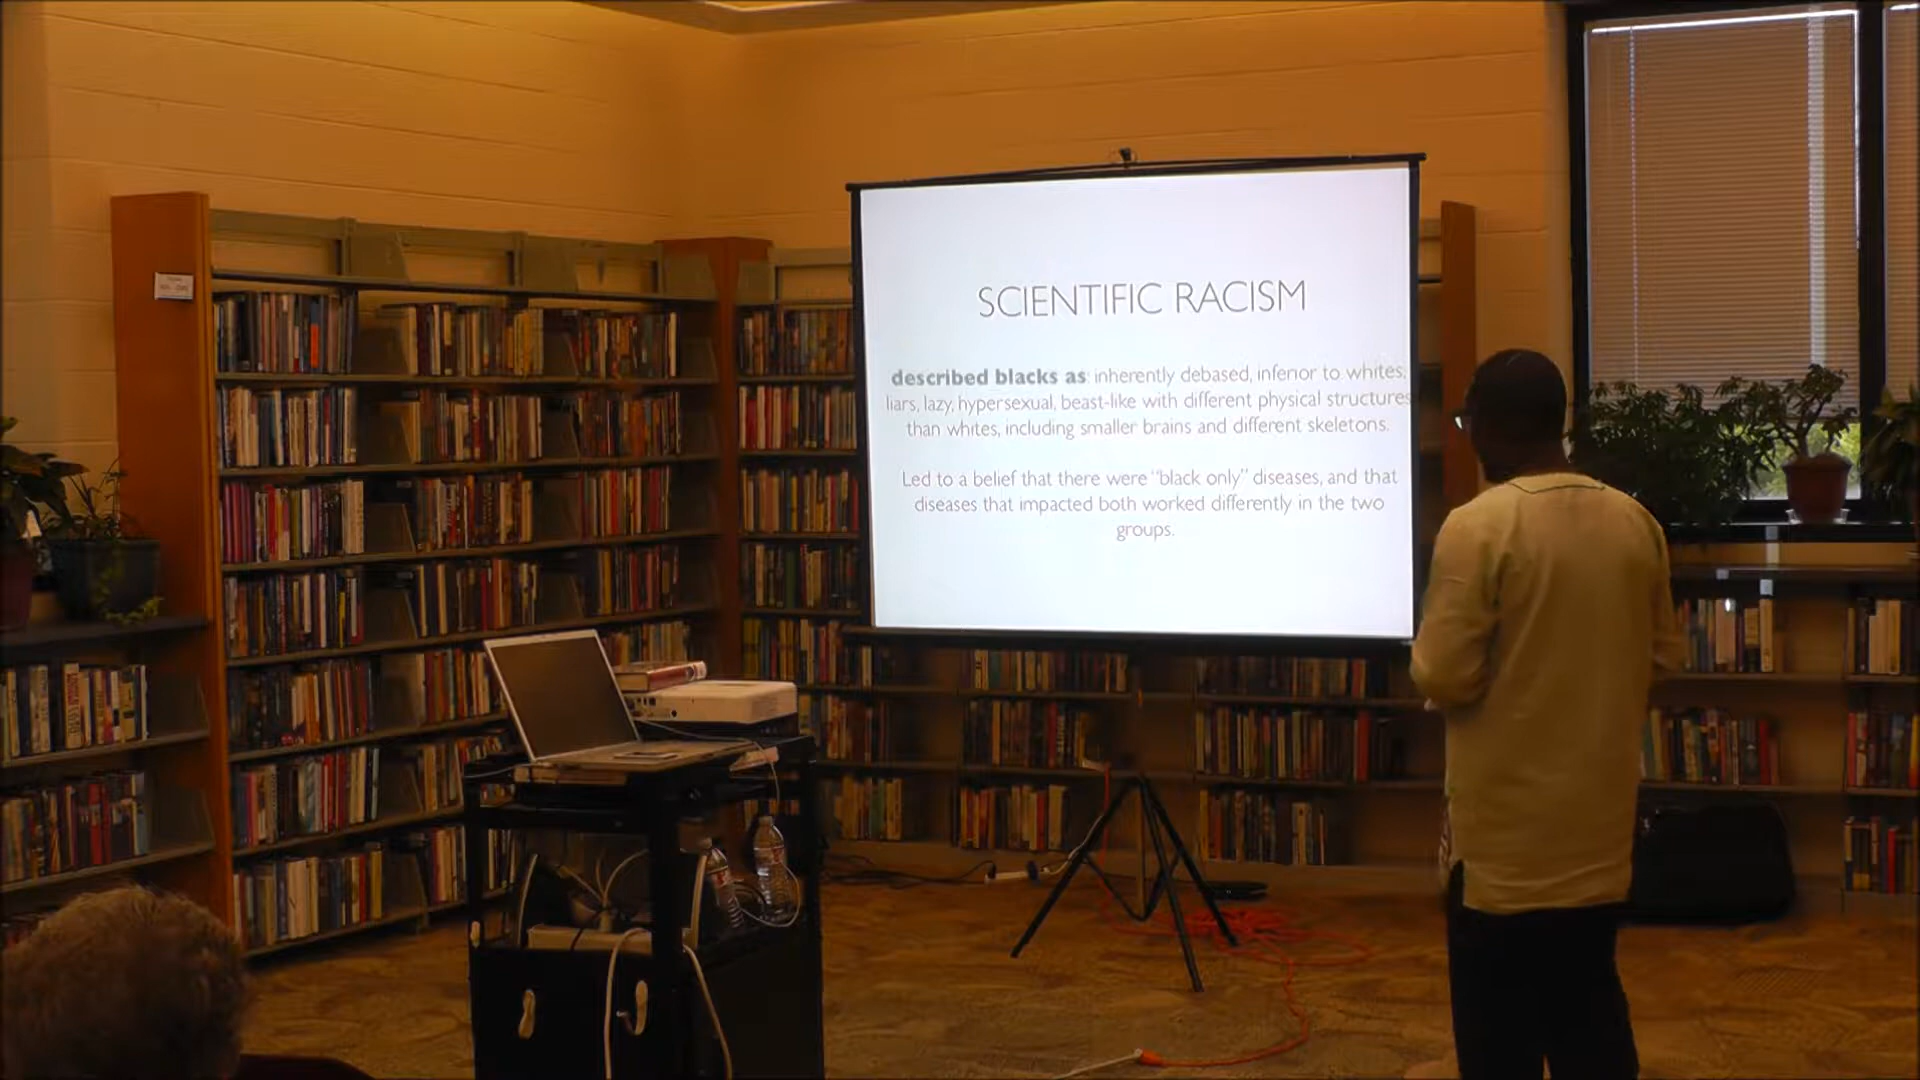 SCIENTIFIC RACISM
described blacks as: inherently debased, inferior to whites,
liars, lazy, hypersexual, beast-like with different physical structures
than whites, including smaller brains and different skeletons.
Led to a belief that there were "black only" diseases, and that
diseases that impacted both worked differently in the two
groups.